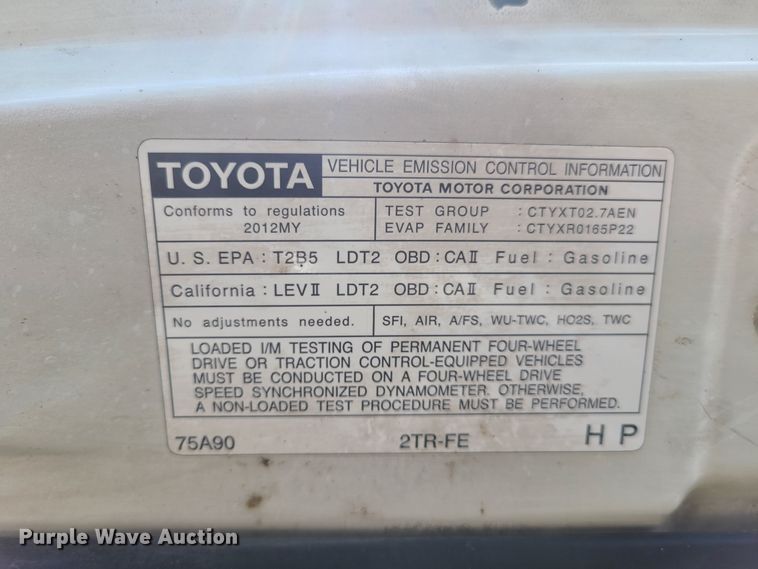 TOYOTA
VEHICLE EMISSION CONTROL INFORMATION
TOYOTA MOTOR CORPORATION
Conforms to regulations
2012MY
TEST GROUP : CTYXT02.7AEN
EVAP FAMILY : CTYXR0165P22
U. S. EPA : T2B5 LDT2 OBD : CAⅡ Fuel : Gasoline
California : LEVⅡ LDT2 OBD : CAⅡ Fuel : Gasoline
No adjustments needed.
SFI, AIR, A/FS, WU-TWC, HO2S, TWC
LOADED I/M TESTING OF PERMANENT FOUR-WHEEL
DRIVE OR TRACTION CONTROL-EQUIPPED VEHICLES
MUST BE CONDUCTED ON A FOUR-WHEEL DRIVE
SPEED SYNCHRONIZED DYNAMOMETER. OTHERWISE,
A NON-LOADED TEST PROCEDURE MUST BE PERFORMED.
75A90 2TR-FE H P
Purple Wave Auction